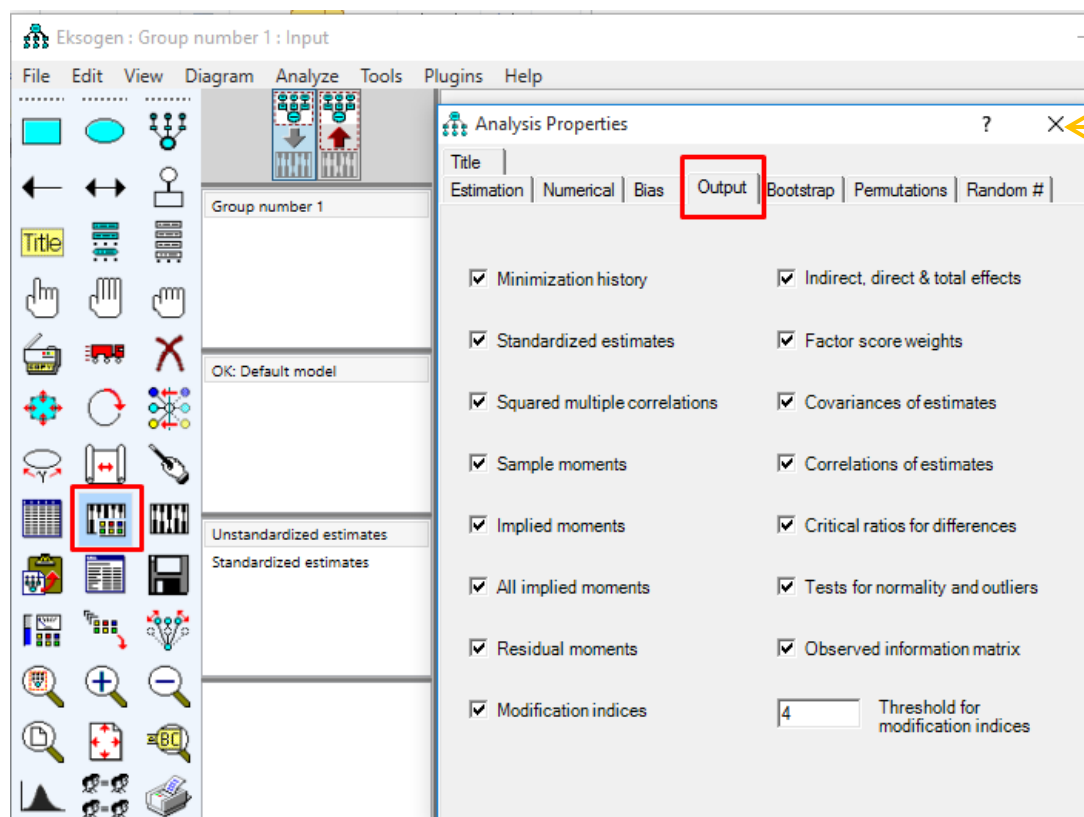 Eksogen : Group number 1 : Input
File Edit View Diagram Analyze Tools Plugins Help
Title
Group number 1
OK: Default model
Unstandardized estimates
Standardized estimates
Analysis Properties ?
Title
Estimation Numerical Bias Output Bootstrap Permutations Random #
Minimization history
Indirect, direct & total effects
Standardized estimates
Factor score weights
Squared multiple correlations
Covariances of estimates
Sample moments
Correlations of estimates
Implied moments
Critical ratios for differences
All implied moments
Tests for normality and outliers
Residual moments
Observed information matrix
Modification indices
4
Threshold for
modification indices